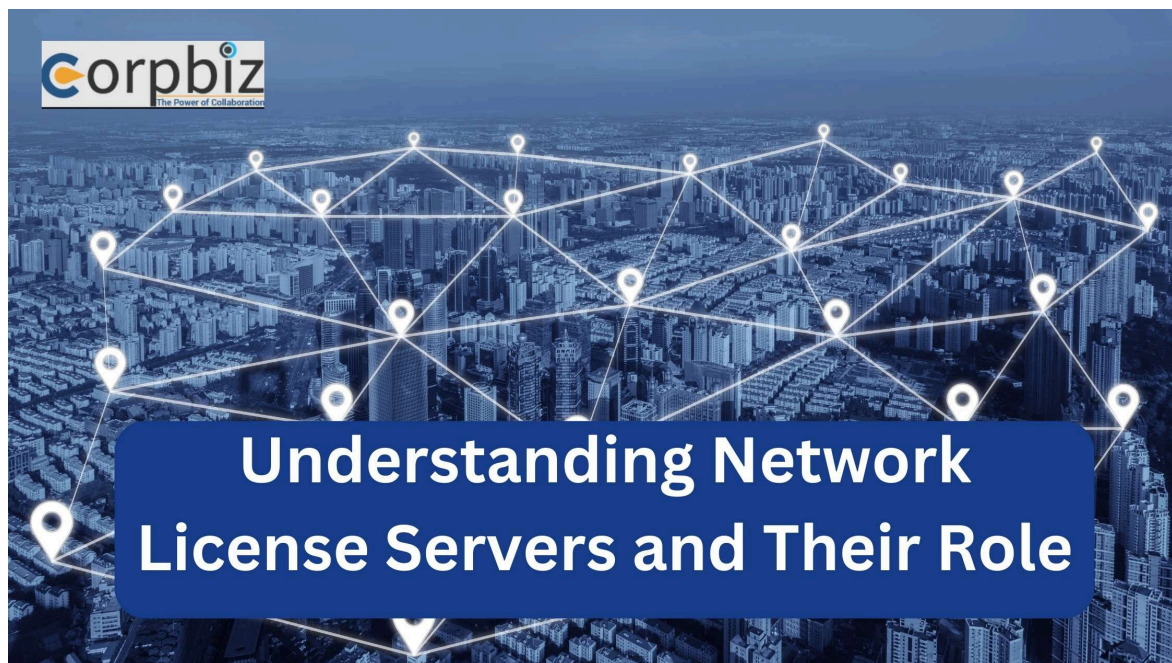 Corpbiz
The Power of Collaboration
Understanding Network
License Servers and Their Role